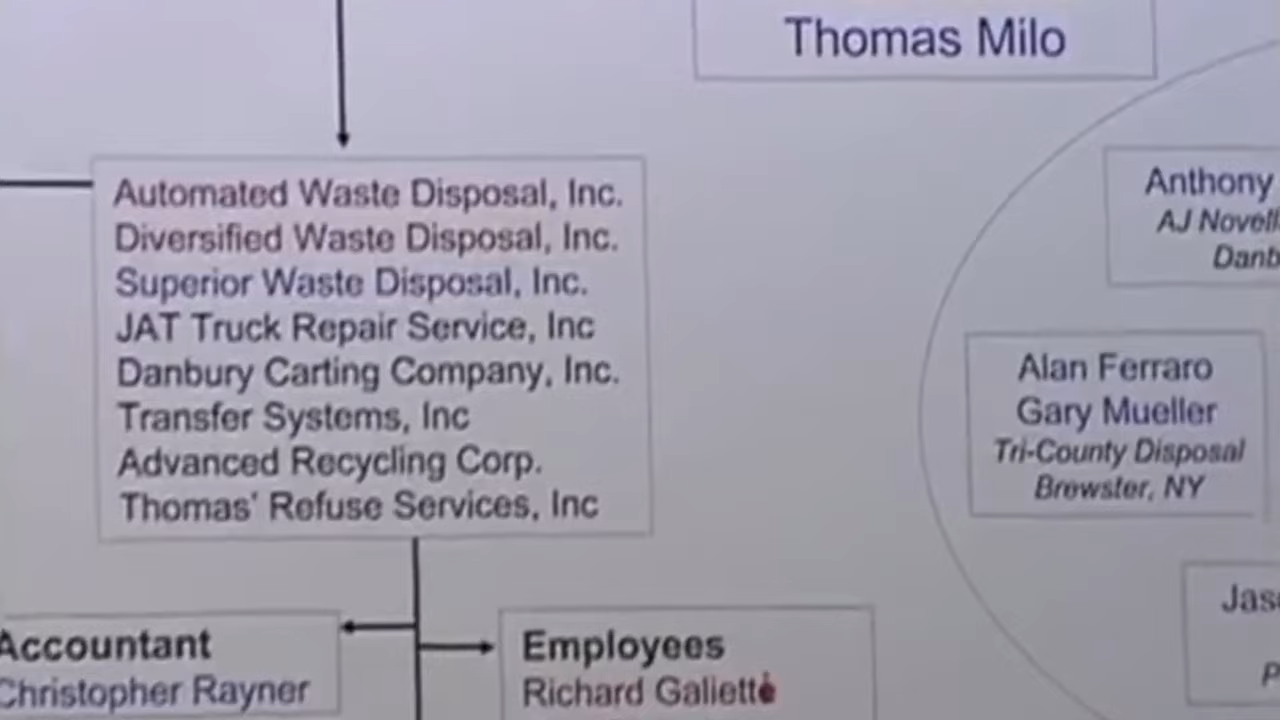 Thomas Milo
Automated Waste Disposal, Inc.
Diversified Waste Disposal, Inc.
Superior Waste Disposal, Inc.
JAT Truck Repair Service, Inc
Danbury Carting Company, Inc.
Transfer Systems, Inc
Advanced Recycling Corp.
Thomas' Refuse Services, Inc
Anthony
AJ
Alan Ferraro
Gary Mueller
Tri-County Disposal
Brewster, NY
Accountant
Christopher Rayner
Employees
Richard